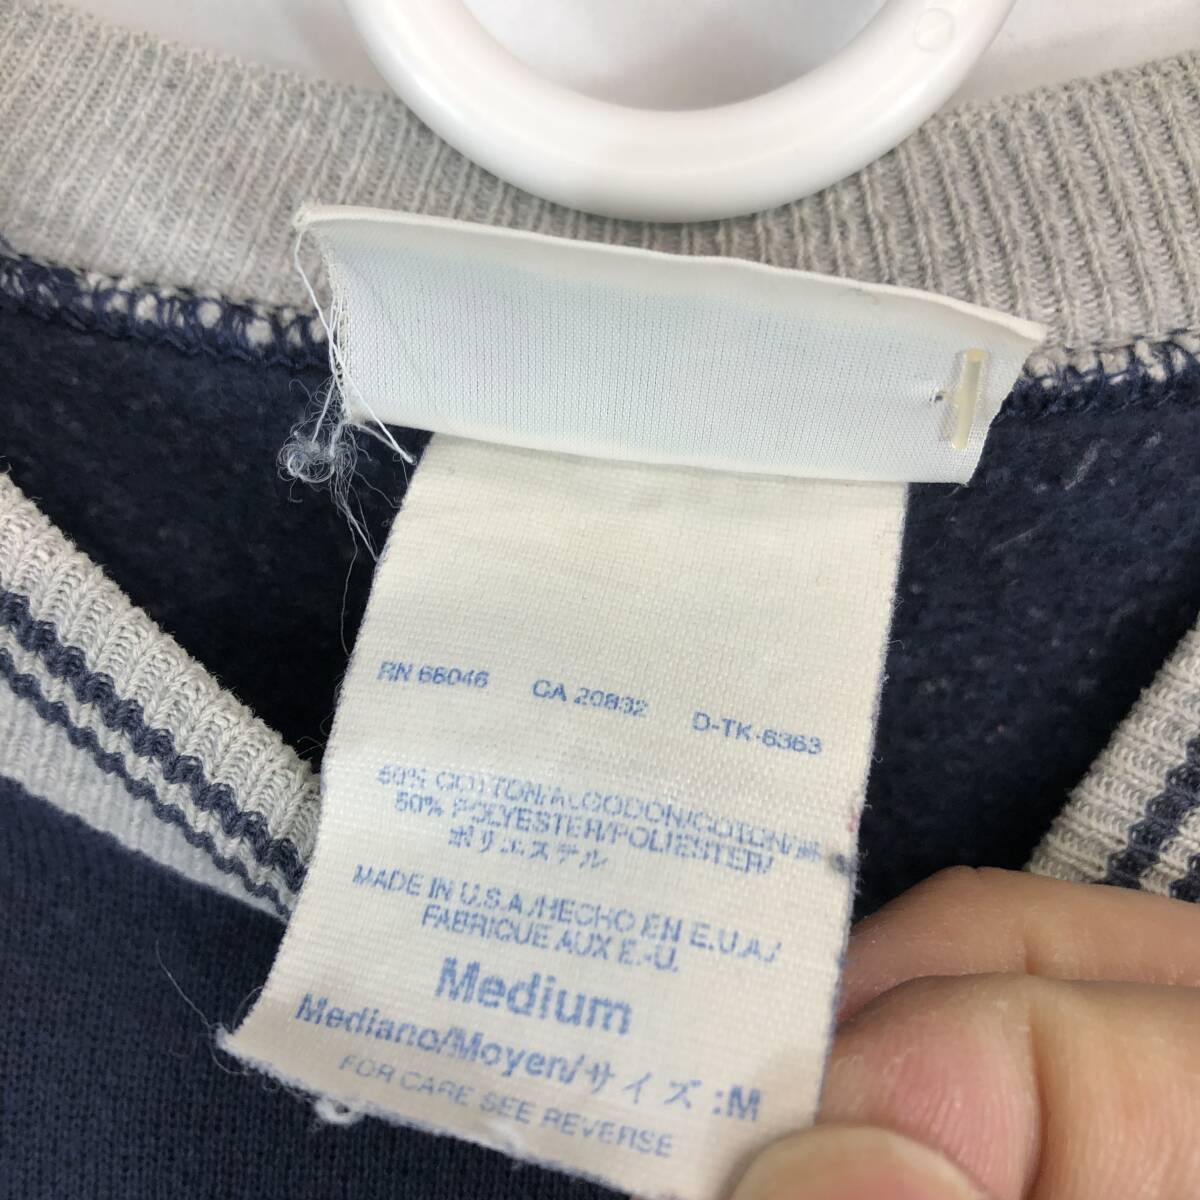 RN 66046 CA 20832 D-TK-6363
50% COTTON/ALGODON/COTON/綿
50% POLYESTER/POLIESTER/
ポリエステル
MADE IN U.S.A./HECHO EN E.U.A./
FABRIQUE AUX E.-U.
Medium
Mediano/Moyen/サイズ:M
FOR CARE SEE REVERSE